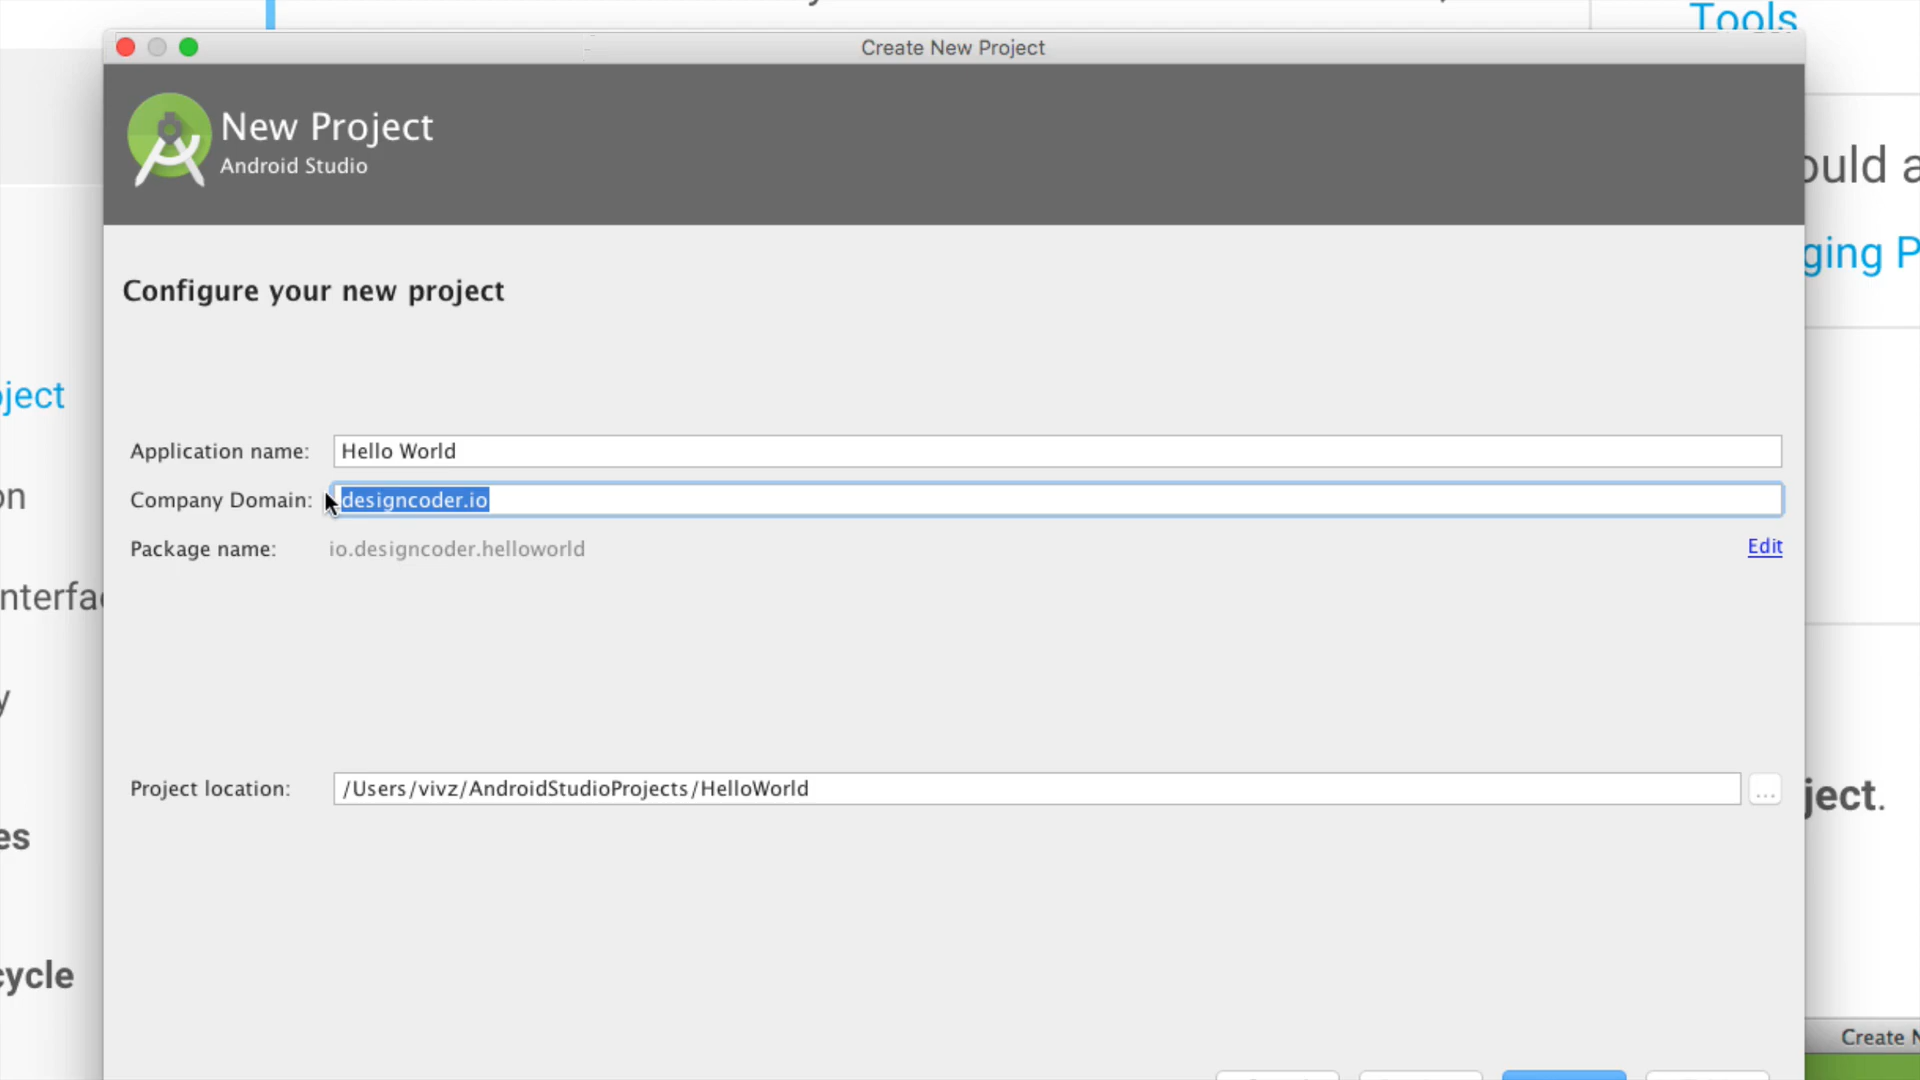 Tools
Create New Project
New Project
Android Studio
Configure your new project
Application name: Hello World
Company Domain: designcoder.io
Package name: io.designcoder.helloworld Edit
Project location: /Users/vivz/AndroidStudioProjects/HelloWorld ...
ould a
ging P
ject
on
nterfa
y
es
cycle
ject.
Create N